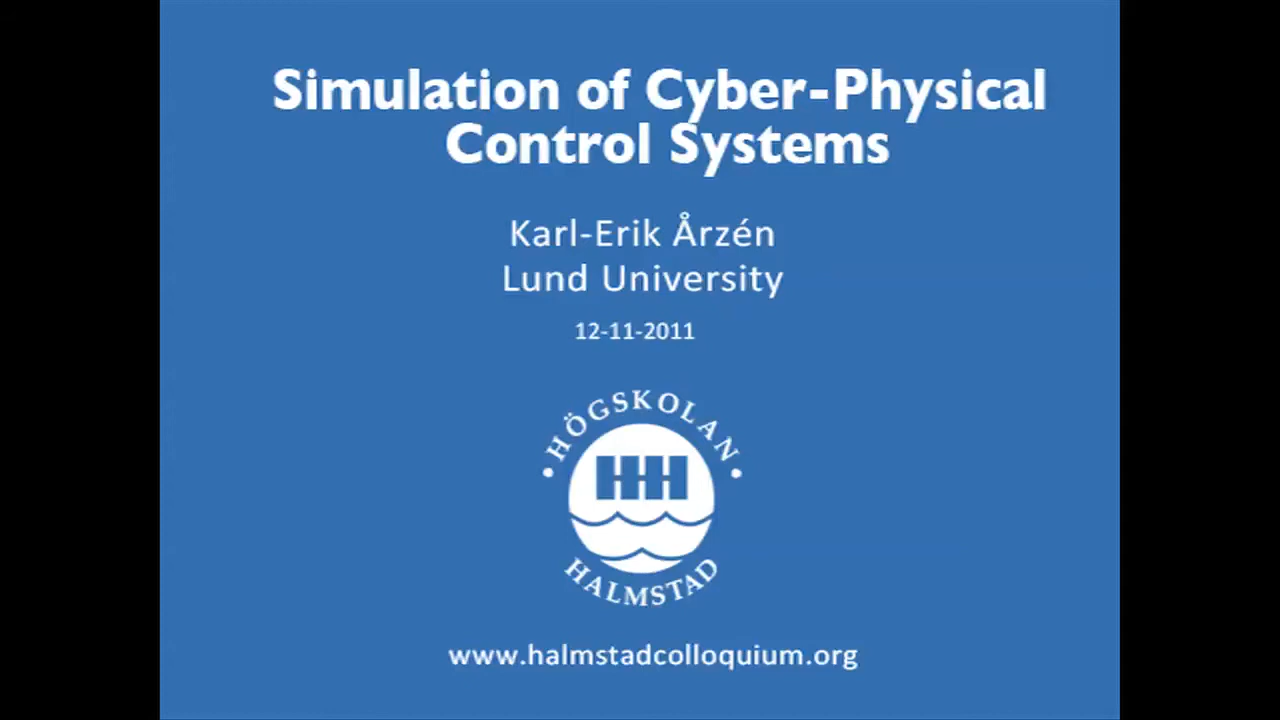 Simulation of Cyber-Physical
Control Systems
Karl-Erik Årzén
Lund University
12-11-2011
· HÖGSKOLAN ·
HH
HALMSTAD
www.halmstadcolloquium.org